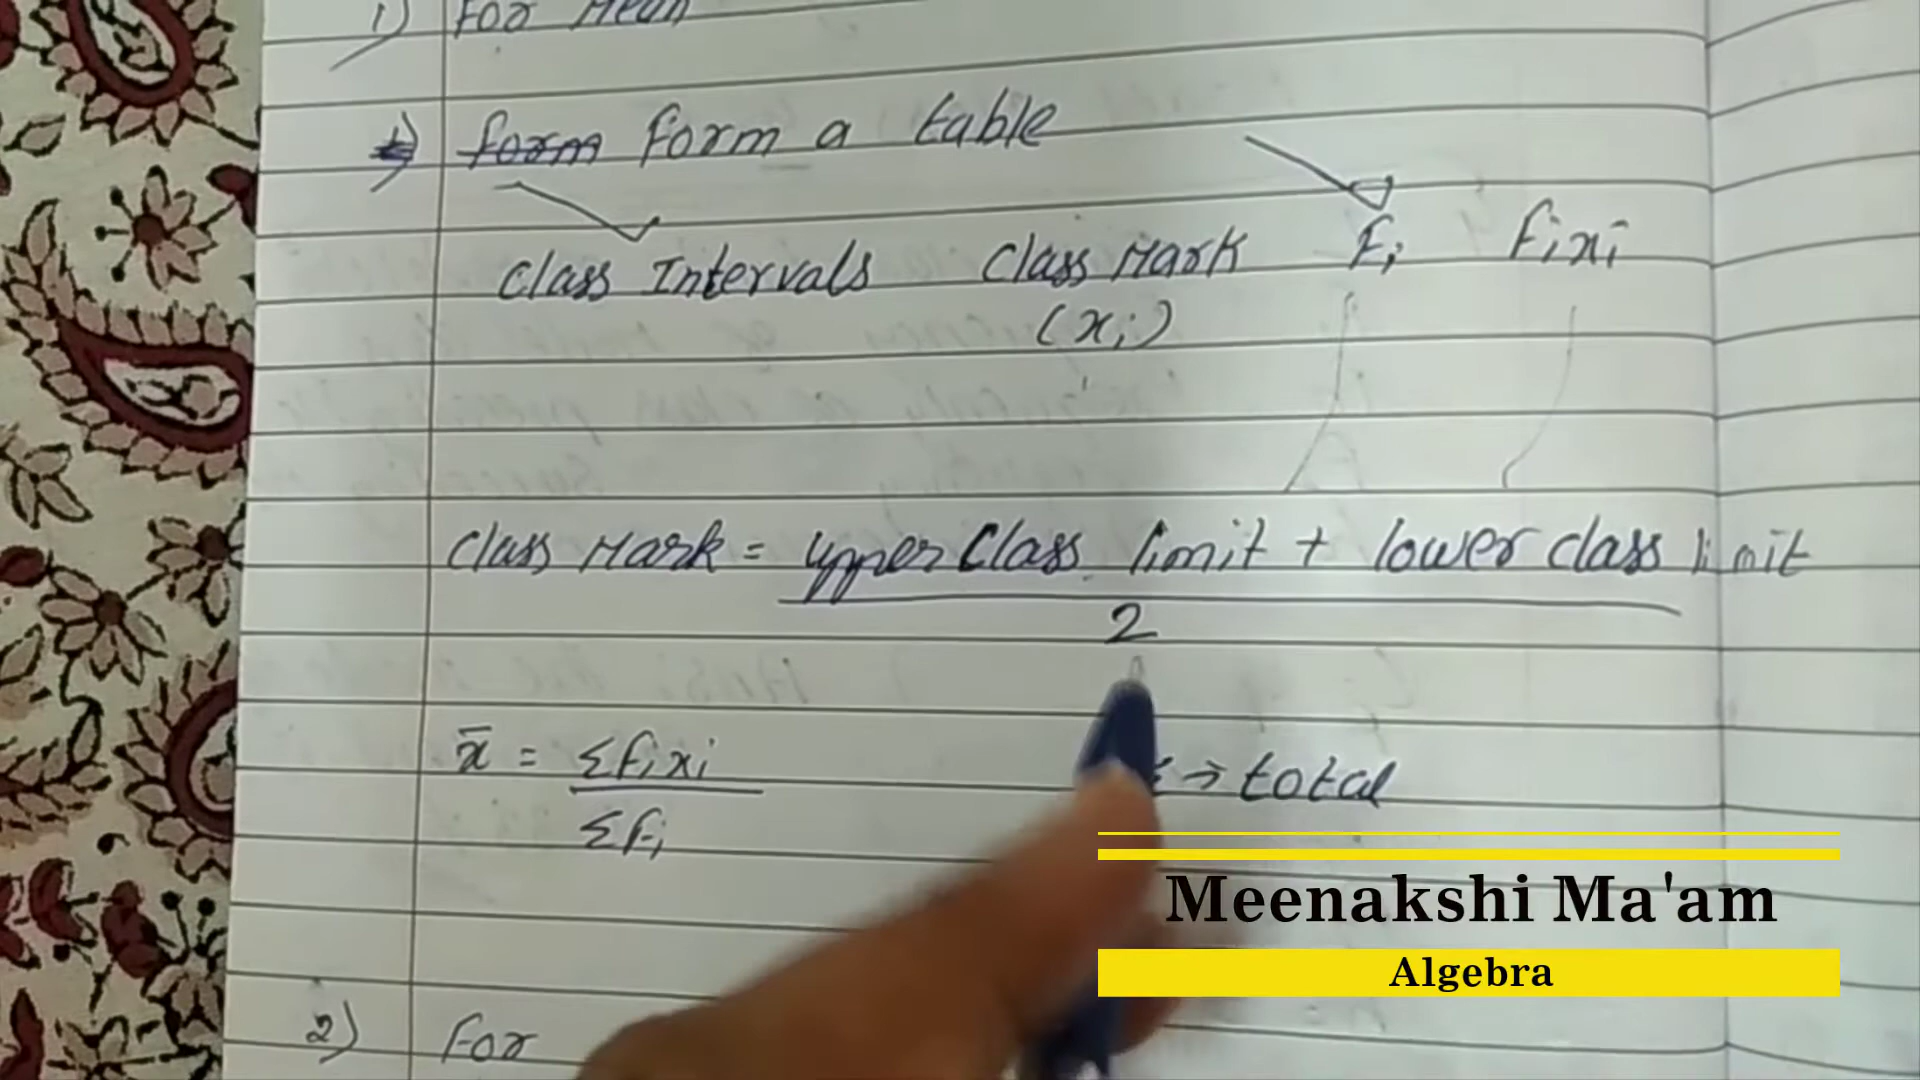 1) For Mean
form Form a table
Class Intervals Class Mark Fi Fixi
(xi)
Class Mark = upper Class limit + lower class limit
2
x̄ = ΣFixi
ΣFi
→ total
Meenakshi Ma'am
Algebra
2) For